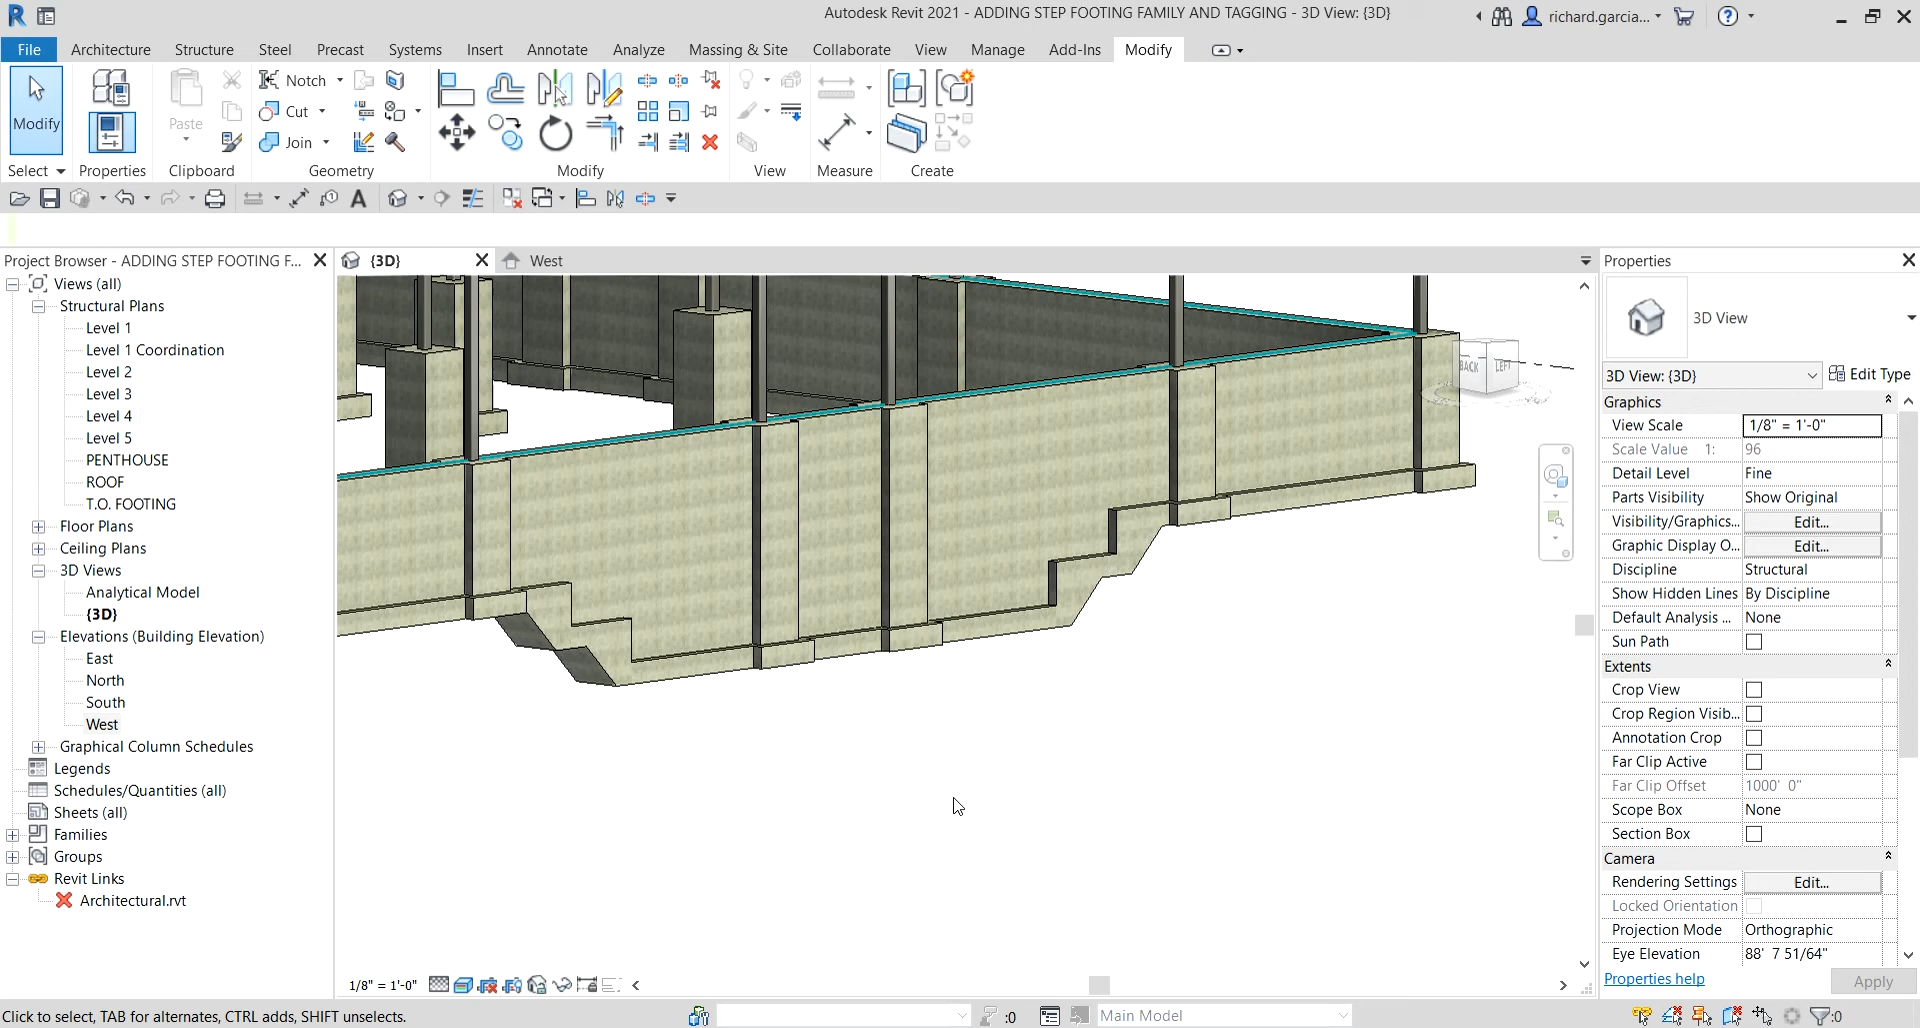 Autodesk Revit 2021 - ADDING STEP FOOTING FAMILY AND TAGGING - 3D View: {3D}
richard.garcia...
File Architecture Structure Steel Precast Systems Insert Annotate Analyze Massing & Site Collaborate View Manage Add-Ins Modify
Modify
Paste
Notch
Cut
Join
Select Properties Clipboard Geometry Modify View Measure Create
Project Browser - ADDING STEP FOOTING F...
{3D}
West
Properties
Views (all)
Structural Plans
Level 1
Level 1 Coordination
Level 2
Level 3
Level 4
Level 5
PENTHOUSE
ROOF
T.O. FOOTING
Floor Plans
Ceiling Plans
3D Views
Analytical Model
{3D}
Elevations (Building Elevation)
East
North
South
West
Graphical Column Schedules
Legends
Schedules/Quantities (all)
Sheets (all)
Families
Groups
Revit Links
Architectural.rvt
BACK LEFT
3D View
3D View: {3D} Edit Type
Graphics
View Scale 1/8" = 1'-0"
Scale Value 1: 96
Detail Level Fine
Parts Visibility Show Original
Visibility/Graphics... Edit...
Graphic Display O... Edit...
Discipline Structural
Show Hidden Lines By Discipline
Default Analysis ... None
Sun Path
Extents
Crop View
Crop Region Visib...
Annotation Crop
Far Clip Active
Far Clip Offset 1000' 0"
Scope Box None
Section Box
Camera
Rendering Settings Edit...
Locked Orientation
Projection Mode Orthographic
Eye Elevation 88' 7 51/64"
Properties help Apply
1/8" = 1'-0"
Click to select, TAB for alternates, CTRL adds, SHIFT unselects.
:0
Main Model
:0